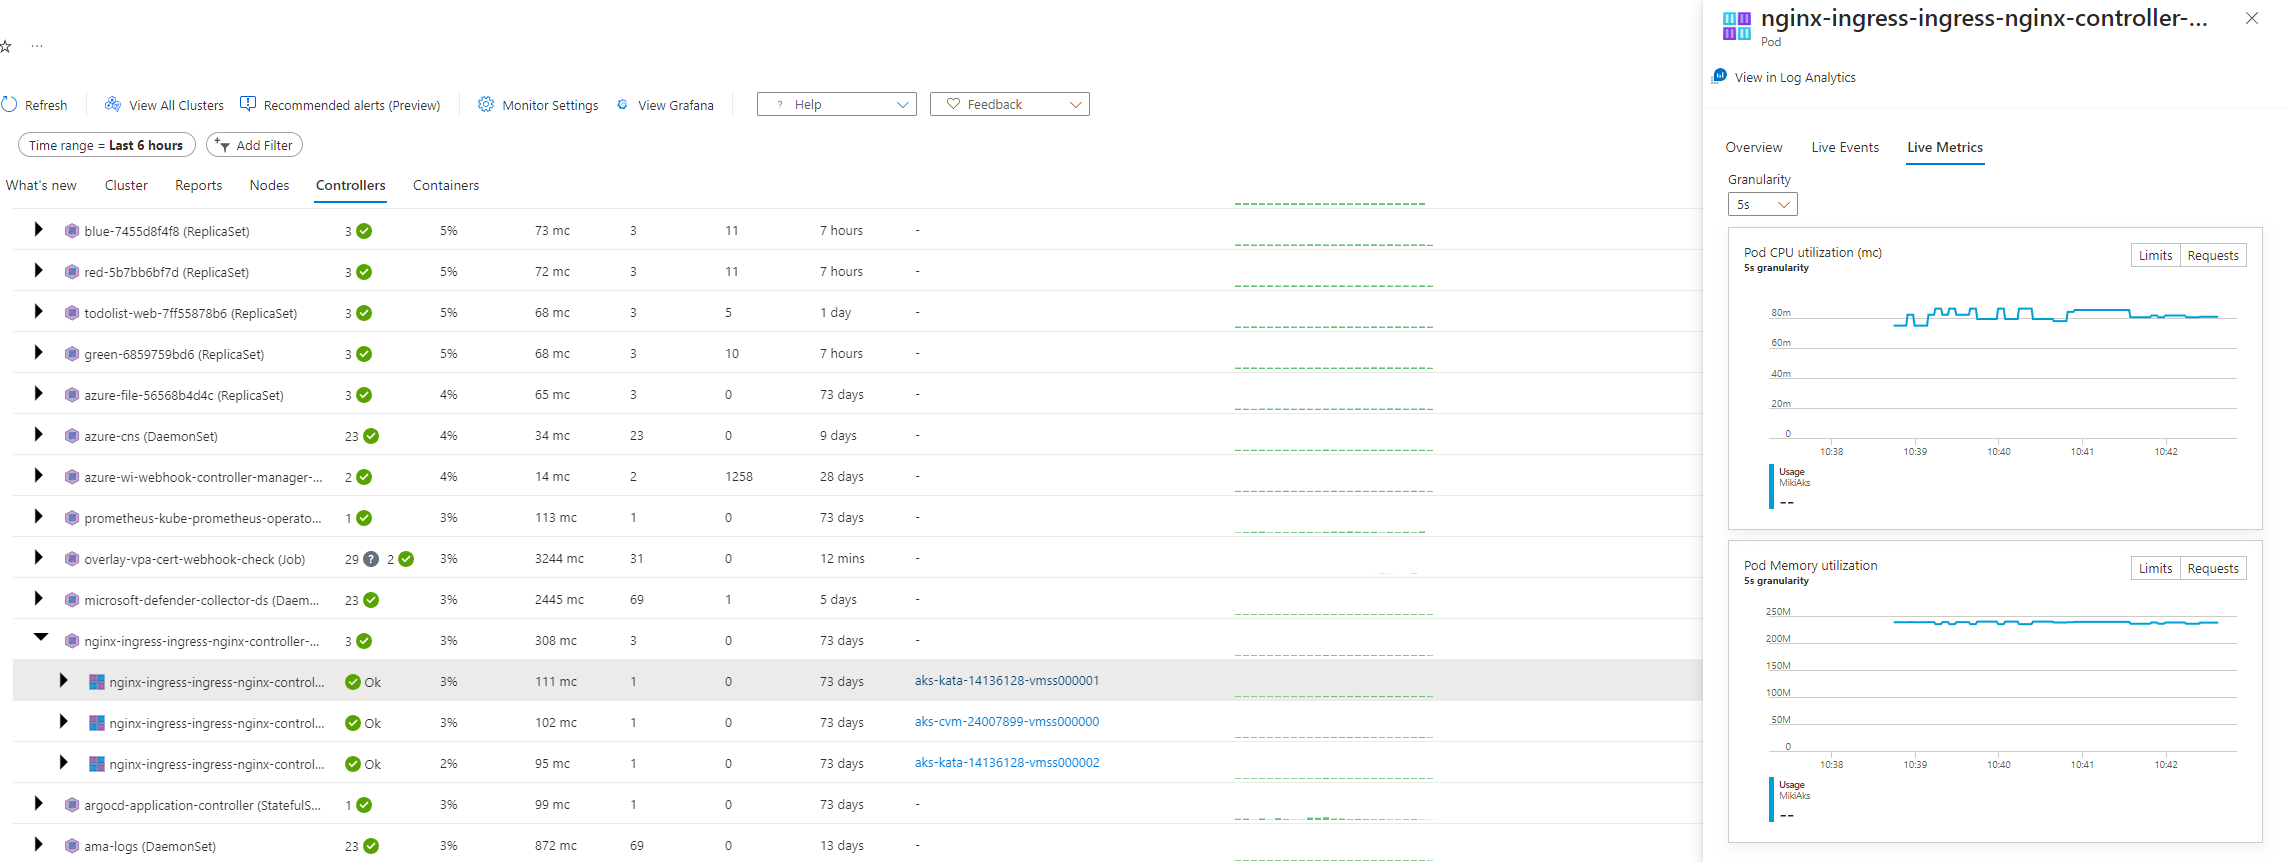 ...
Refresh
View All Clusters
Recommended alerts (Preview)
Monitor Settings
View Grafana
? Help
Feedback
Time range = Last 6 hours
Add Filter
What's new Cluster Reports Nodes Controllers Containers
blue-7455d8f4f8 (ReplicaSet) 3 5% 73 mc 3 11 7 hours -
red-5b7bb6bf7d (ReplicaSet) 3 5% 72 mc 3 11 7 hours -
todolist-web-7ff55878b6 (ReplicaSet) 3 5% 68 mc 3 5 1 day -
green-6859759bd6 (ReplicaSet) 3 5% 68 mc 3 10 7 hours -
azure-file-56568b4d4c (ReplicaSet) 3 4% 65 mc 3 0 73 days -
azure-cns (DaemonSet) 23 4% 34 mc 23 0 9 days -
azure-wi-webhook-controller-manager-... 2 4% 14 mc 2 1258 28 days -
prometheus-kube-prometheus-operato... 1 3% 113 mc 1 0 73 days -
overlay-vpa-cert-webhook-check (Job) 29 ? 2 3% 3244 mc 31 0 12 mins -
microsoft-defender-collector-ds (Daem... 23 3% 2445 mc 69 1 5 days -
nginx-ingress-ingress-nginx-controller-... 3 3% 308 mc 3 0 73 days -
nginx-ingress-ingress-nginx-control... Ok 3% 111 mc 1 0 73 days aks-kata-14136128-vmss000001
nginx-ingress-ingress-nginx-control... Ok 3% 102 mc 1 0 73 days aks-cvm-24007899-vmss000000
nginx-ingress-ingress-nginx-control... Ok 2% 95 mc 1 0 73 days aks-kata-14136128-vmss000002
argocd-application-controller (StatefulS... 1 3% 99 mc 1 0 73 days -
ama-logs (DaemonSet) 23 3% 872 mc 69 0 13 days -
nginx-ingress-ingress-nginx-controller-...
Pod
View in Log Analytics
Overview Live Events Live Metrics
Granularity
5s
Pod CPU utilization (mc)
5s granularity
Limits Requests
80m
60m
40m
20m
0
10:38 10:39 10:40 10:41 10:42
Usage
MikiAks
--
Pod Memory utilization
5s granularity
Limits Requests
250M
200M
150M
100M
50M
0
10:38 10:39 10:40 10:41 10:42
Usage
MikiAks
--